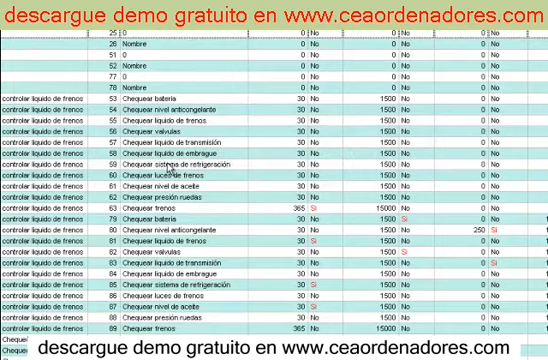 descargue demo gratuito en www.ceaordenadores.com
25 0 0 No 0 No 0 No
26 Nombre 0 No 0 No 0 No
51 0 0 No 0 No 0 No
52 Nombre 0 No 0 No 0 No
77 0 0 No 0 No 0 No
78 Nombre 0 No 0 No 0 No
controlar liquido de frenos 53 Chequear bateria 30 No 1500 No 0 No
controlar liquido de frenos 54 Chequear nivel anticongelante 30 No 1500 No 0 No
controlar liquido de frenos 55 Chequear liquido de frenos 30 No 1500 No 0 No
controlar liquido de frenos 56 Chequear valvulas 30 No 1500 No 0 No
controlar liquido de frenos 57 Chequear liquido de transmisión 30 No 1500 No 0 No
controlar liquido de frenos 58 Chequear liquido de embrague 30 No 1500 No 0 No
controlar liquido de frenos 59 Chequear sistema de refrigeración 30 No 1500 No 0 No
controlar liquido de frenos 60 Chequear luces de frenos 30 No 1500 No 0 No
controlar liquido de frenos 61 Chequear nivel de aceite 30 No 1500 No 0 No
controlar liquido de frenos 62 Chequear presión ruedas 30 No 1500 No 0 No
controlar liquido de frenos 63 Chequear frenos 365 Si 15000 No 0 No
controlar liquido de frenos 79 Chequear bateria 30 No 1500 Si 0 No 1
controlar liquido de frenos 80 Chequear nivel anticongelante 30 No 1500 No 250 Si 1
controlar liquido de frenos 81 Chequear liquido de frenos 30 Si 1500 No 0 No 1
controlar liquido de frenos 82 Chequear valvulas 30 No 1500 Si 0 No 1
controlar liquido de frenos 83 Chequear liquido de transmisión 30 No 1500 No 0 Si 1
controlar liquido de frenos 84 Chequear liquido de embrague 30 No 1500 No 0 No 1
controlar liquido de frenos 85 Chequear sistema de refrigeración 30 Si 1500 No 0 No 1
controlar liquido de frenos 86 Chequear luces de frenos 30 No 1500 No 0 No 1
controlar liquido de frenos 87 Chequear nivel de aceite 30 Si 1500 No 0 No 1
controlar liquido de frenos 88 Chequear presión ruedas 30 No 1500 No 0 No 1
controlar liquido de frenos 89 Chequear frenos 365 No 15000 No 0 No 1
descargue demo gratuito en www.ceaordenadores.com